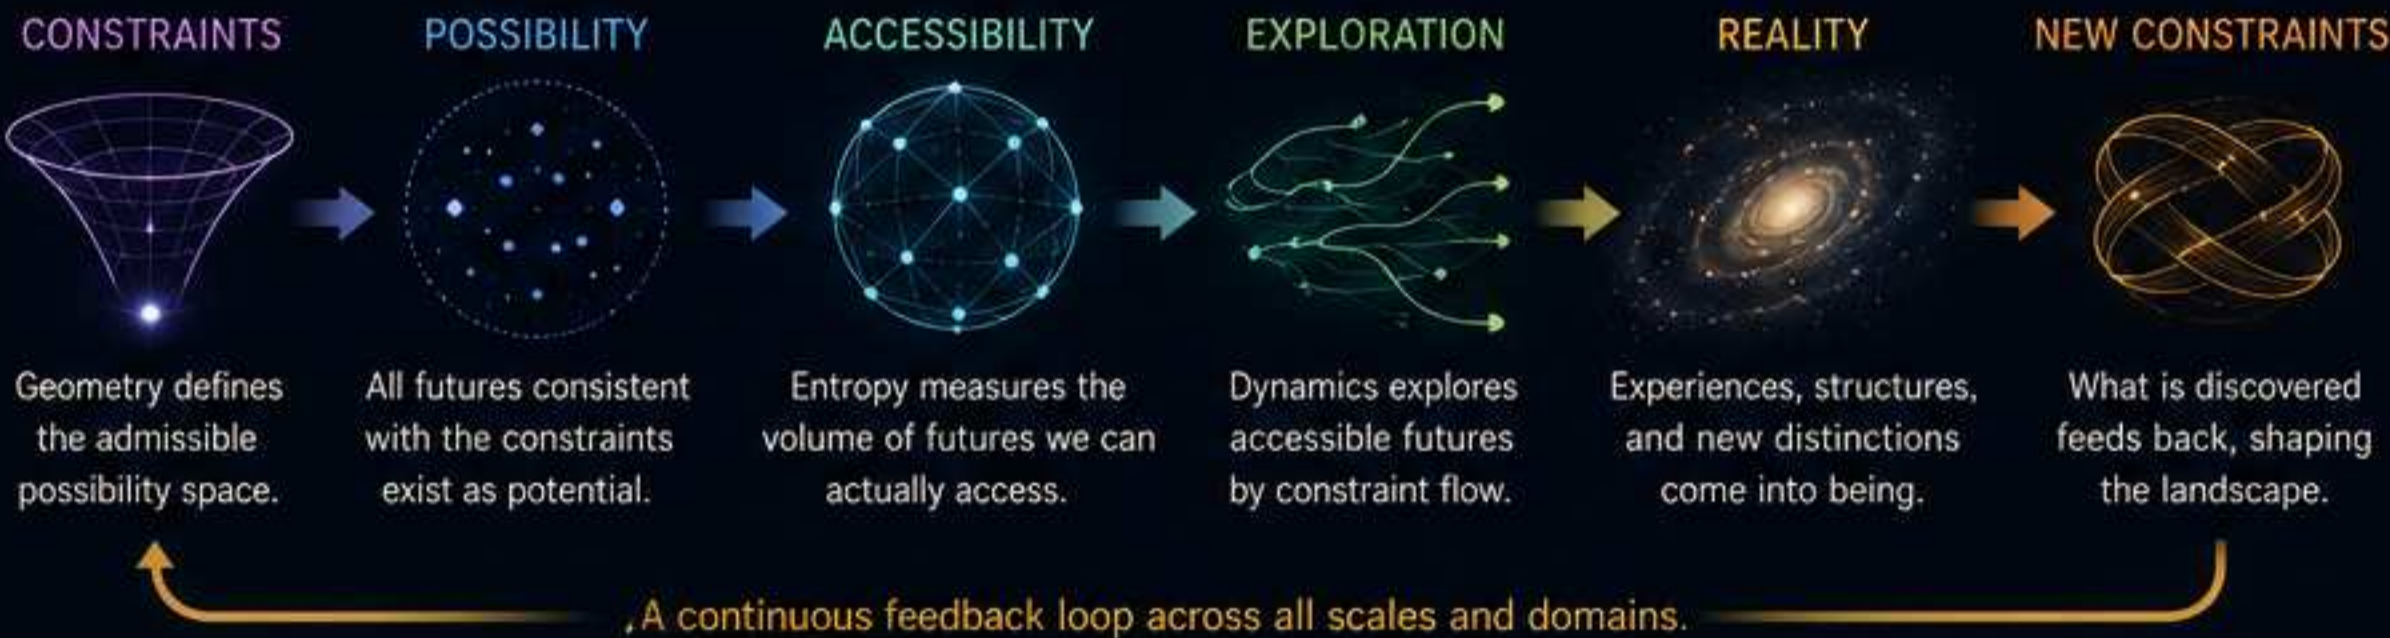 CONSTRAINTS
POSSIBILITY
ACCESSIBILITY
EXPLORATION
REALITY
NEW CONSTRAINTS
Geometry defines
the admissible
possibility space.
All futures consistent
with the constraints
exist as potential.
Entropy measures the
volume of futures we can
actually access.
Dynamics explores
accessible futures
by constraint flow.
Experiences, structures,
and new distinctions
come into being.
What is discovered
feeds back, shaping
the landscape.
A continuous feedback loop across all scales and domains.